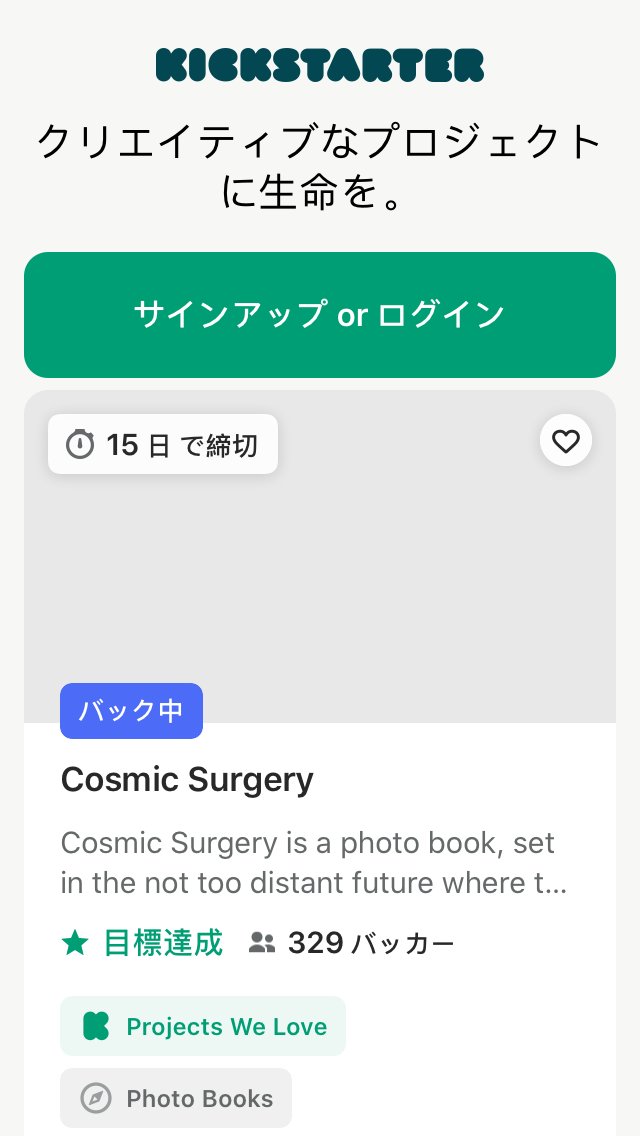 KICKSTARTER
クリエイティブなプロジェクト
に生命を。
サインアップ or ログイン
15 日 で締切
バック中
Cosmic Surgery
Cosmic Surgery is a photo book, set
in the not too distant future where t...
目標達成 329 バッカー
Projects We Love
Photo Books